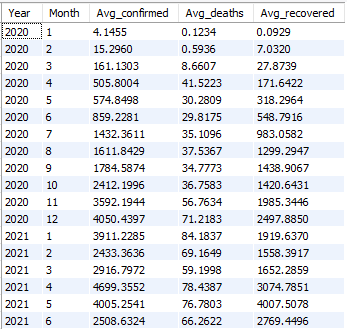 Year Month Avg_confirmed Avg_deaths Avg_recovered
2020 1 4.1455 0.1234 0.0929
2020 2 15.2960 0.5936 7.0320
2020 3 161.1303 8.6607 27.8739
2020 4 505.8004 41.5223 171.6422
2020 5 574.8498 30.2809 318.2964
2020 6 859.2281 29.8175 548.7916
2020 7 1432.3611 35.1096 983.0582
2020 8 1611.8429 37.5367 1299.2947
2020 9 1784.5874 34.7773 1438.9067
2020 10 2412.1996 36.7583 1420.6431
2020 11 3592.1944 56.7634 1985.3446
2020 12 4050.4397 71.2183 2497.8850
2021 1 3911.2285 84.1837 1919.6370
2021 2 2433.3636 69.1649 1558.3917
2021 3 2916.7972 59.1998 1652.2859
2021 4 4699.3552 78.4387 3074.7851
2021 5 4005.2541 76.7803 4007.5078
2021 6 2508.6324 66.2622 2769.4496